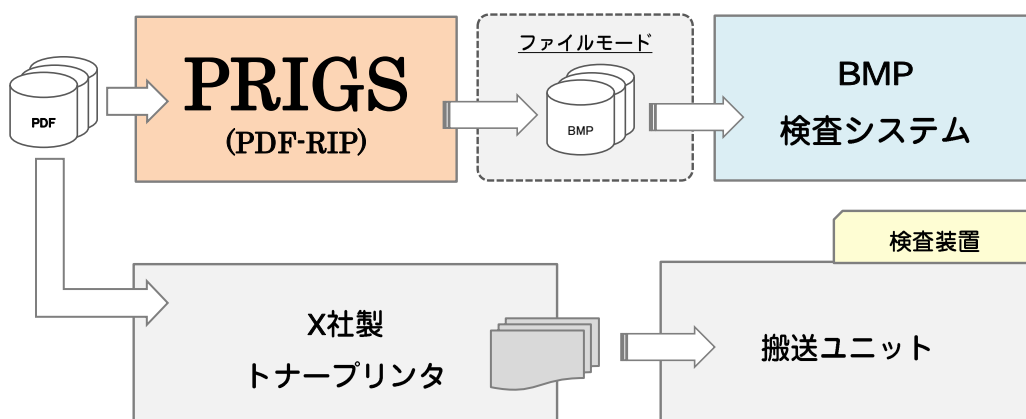 PDF
PRIGS
(PDF-RIP)
ファイルモード
BMP
BMP
検査システム
検査装置
X社製
トナープリンタ
搬送ユニット